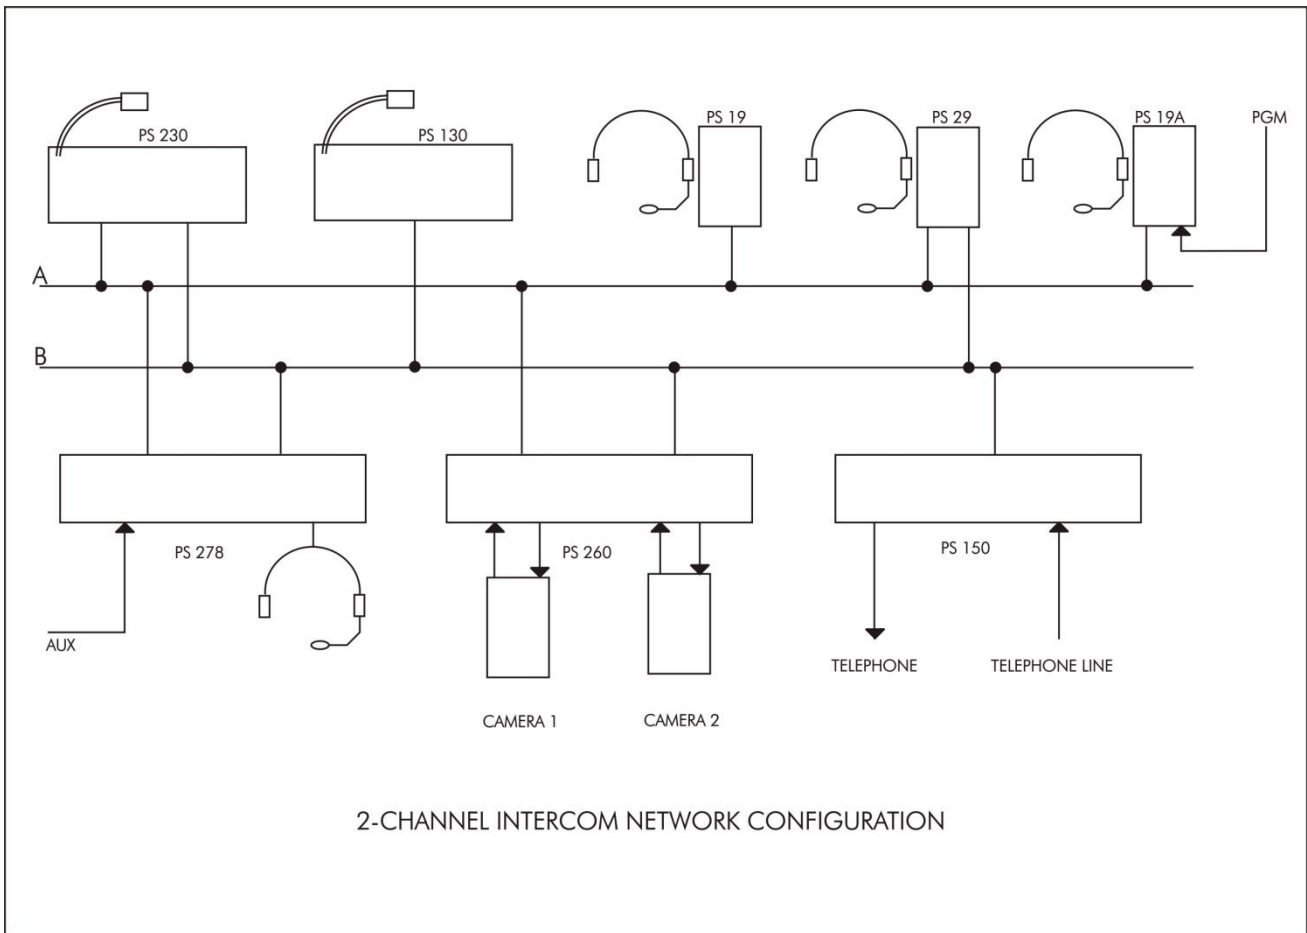 PS 230
PS 130
PS 19
PS 29
PS 19A
PGM
A
B
PS 278
PS 260
PS 150
AUX
TELEPHONE
TELEPHONE LINE
CAMERA 1
CAMERA 2
2-CHANNEL INTERCOM NETWORK CONFIGURATION